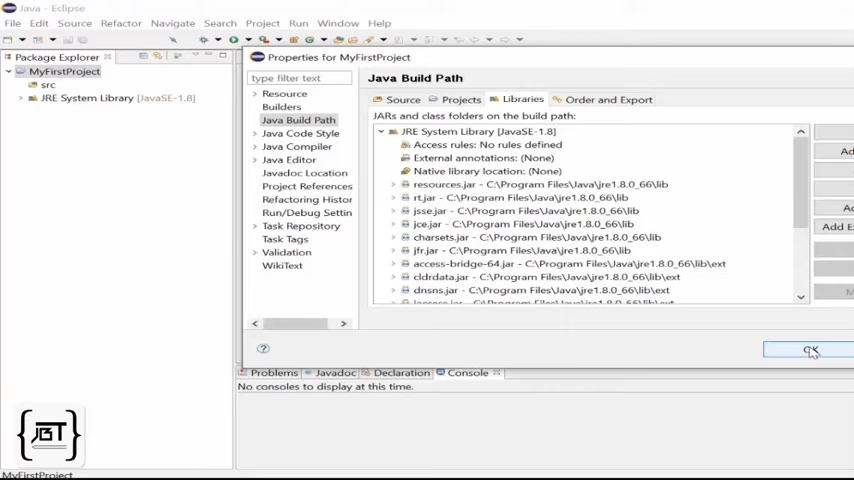 Java - Eclipse
File Edit Source Refactor Navigate Search Project Run Window Help
Package Explorer
MyFirstProject
src
JRE System Library [JavaSE-1.8]
Properties for MyFirstProject
type filter text
Resource
Builders
Java Build Path
Java Code Style
Java Compiler
Java Editor
Javadoc Location
Project References
Refactoring Histor
Run/Debug Settin
Task Repository
Task Tags
Validation
WikiText
Java Build Path
Source Projects Libraries Order and Export
JARs and class folders on the build path:
JRE System Library [JavaSE-1.8]
Access rules: No rules defined
External annotations: (None)
Native library location: (None)
resources.jar - C:\Program Files\Java\jre1.8.0_66\lib
rt.jar - C:\Program Files\Java\jre1.8.0_66\lib
jsse.jar - C:\Program Files\Java\jre1.8.0_66\lib
jce.jar - C:\Program Files\Java\jre1.8.0_66\lib
charsets.jar - C:\Program Files\Java\jre1.8.0_66\lib
jfr.jar - C:\Program Files\Java\jre1.8.0_66\lib
access-bridge-64.jar - C:\Program Files\Java\jre1.8.0_66\lib\ext
cldrdata.jar - C:\Program Files\Java\jre1.8.0_66\lib\ext
dnsns.jar - C:\Program Files\Java\jre1.8.0_66\lib\ext
Add Ex
OK
Problems Javadoc Declaration Console
No consoles to display at this time.
{JBT}
MyFirstProject